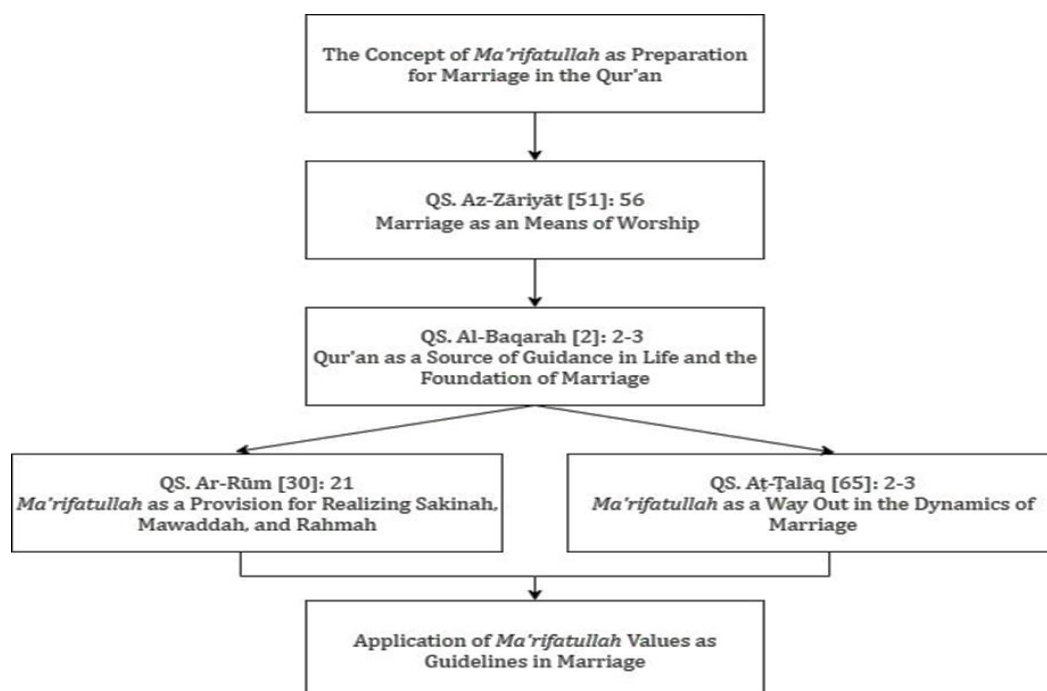 The Concept of Ma'rifatullah as Preparation
for Marriage in the Qur'an
QS. Az-Zāriyāt [51]: 56
Marriage as an Means of Worship
QS. Al-Baqarah [2]: 2-3
Qur'an as a Source of Guidance in Life and the
Foundation of Marriage
QS. Ar-Rūm [30]: 21
Ma'rifatullah as a Provision for Realizing Sakinah,
Mawaddah, and Rahmah
QS. Aṭ-Ṭalāq [65]: 2-3
Ma'rifatullah as a Way Out in the Dynamics of
Marriage
Application of Ma'rifatullah Values as
Guidelines in Marriage